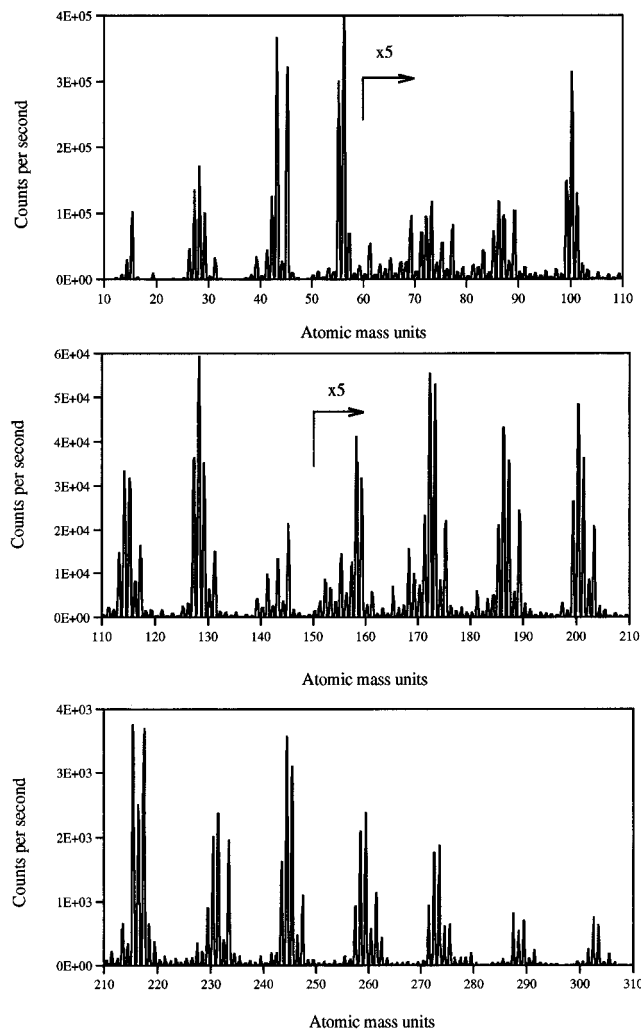 Counts per second
4E+05
3E+05
2E+05
1E+05
0E+00
x5
10 20 30 40 50 60 70 80 90 100 110
Atomic mass units
Counts per second
6E+04
5E+04
4E+04
3E+04
2E+04
1E+04
0E+00
x5
110 120 130 140 150 160 170 180 190 200 210
Atomic mass units
Counts per second
4E+03
3E+03
2E+03
1E+03
0E+00
210 220 230 240 250 260 270 280 290 300 310
Atomic mass units